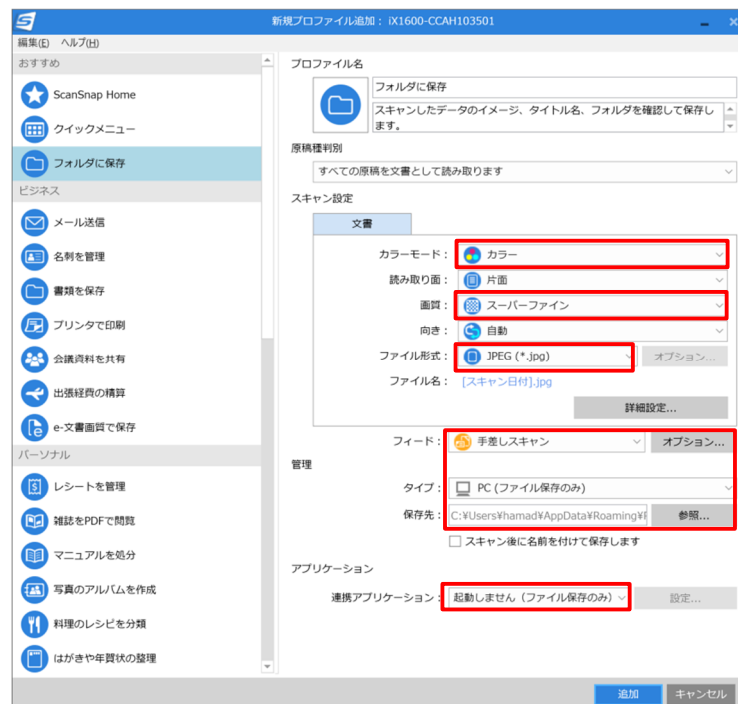 新規プロファイル追加： iX1600-CCAH103501
編集(E) ヘルプ(H)
おすすめ
ScanSnap Home
クイックメニュー
フォルダに保存
ビジネス
メール送信
名刺を管理
書類を保存
プリンタで印刷
会議資料を共有
出張経費の精算
e-文書画質で保存
パーソナル
レシートを管理
雑誌をPDFで閲覧
マニュアルを処分
写真のアルバムを作成
料理のレシピを分類
はがきや年賀状の整理
プロファイル名
フォルダに保存
スキャンしたデータのイメージ、タイトル名、フォルダを確認して保存し
ます。
原稿種判別
すべての原稿を文書として読み取ります
スキャン設定
文書
カラーモード： カラー
読み取り面： 片面
画質： スーパーファイン
向き： 自動
ファイル形式： JPEG (*.jpg) オプション...
ファイル名： [スキャン日付].jpg
詳細設定...
フィード： 手差しスキャン オプション...
管理
タイプ： PC (ファイル保存のみ)
保存先： C:¥Users¥hamad¥AppData¥Roaming¥ 参照...
スキャン後に名前を付けて保存します
アプリケーション
連携アプリケーション： 起動しません（ファイル保存のみ） 設定...
追加 キャンセル